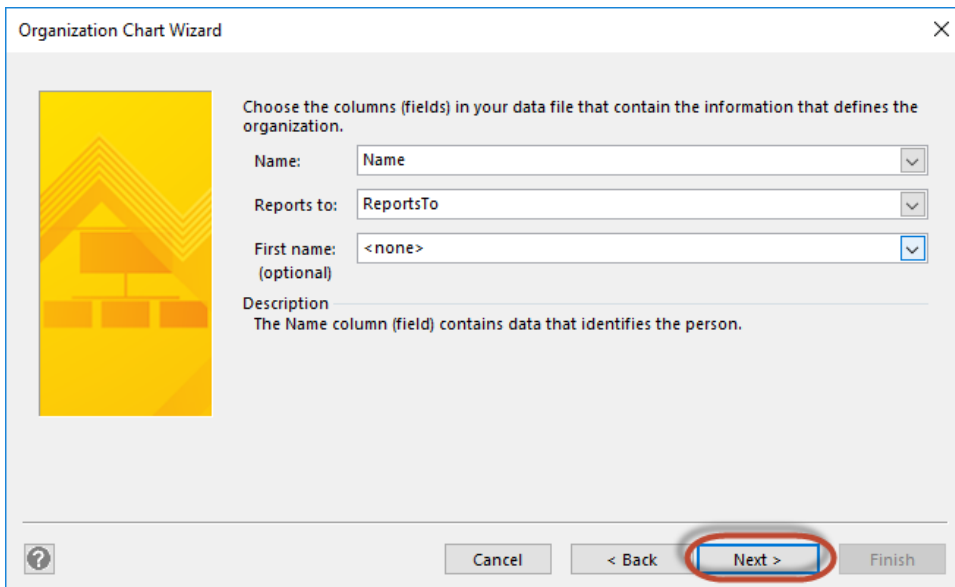 Organization Chart Wizard
Choose the columns (fields) in your data file that contain the information that defines the
organization.
Name: Name
Reports to: ReportsTo
First name: <none>
(optional)
Description
The Name column (field) contains data that identifies the person.
? Cancel < Back Next > Finish